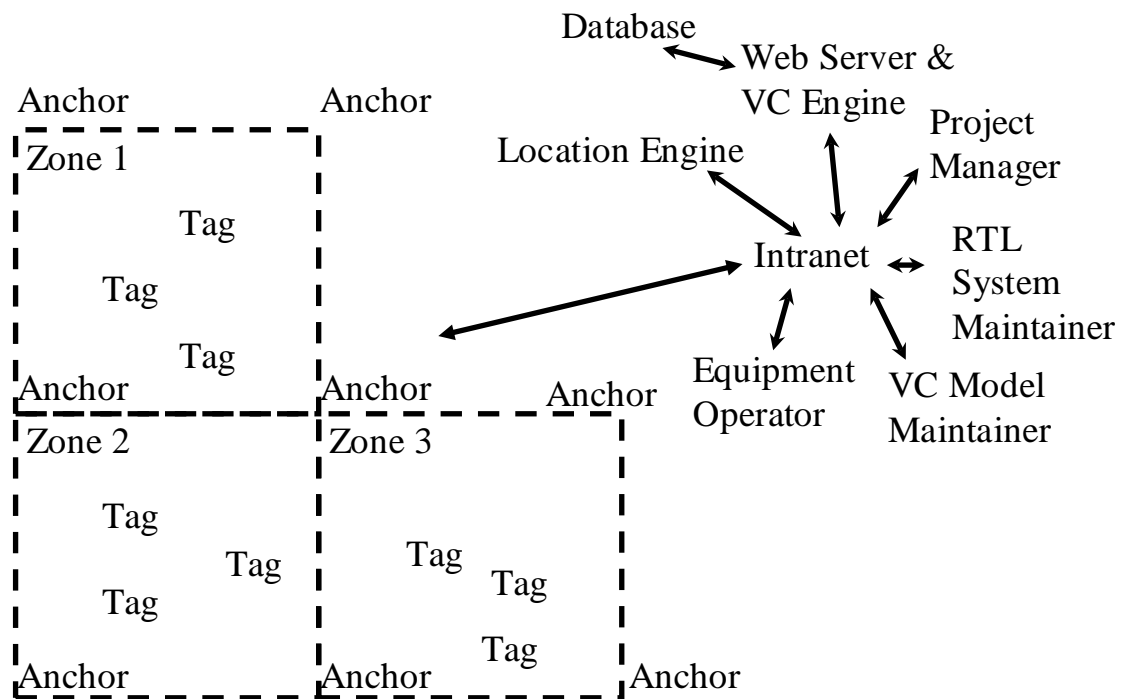 Database
Web Server &
VC Engine
Anchor
Anchor
Project
Manager
Zone 1
Location Engine
Tag
Tag
Tag
Intranet
RTL
System
Maintainer
Anchor
Anchor
Anchor
Equipment
Operator
VC Model
Maintainer
Zone 2
Zone 3
Tag
Tag
Tag
Tag
Tag
Tag
Anchor
Anchor
Anchor